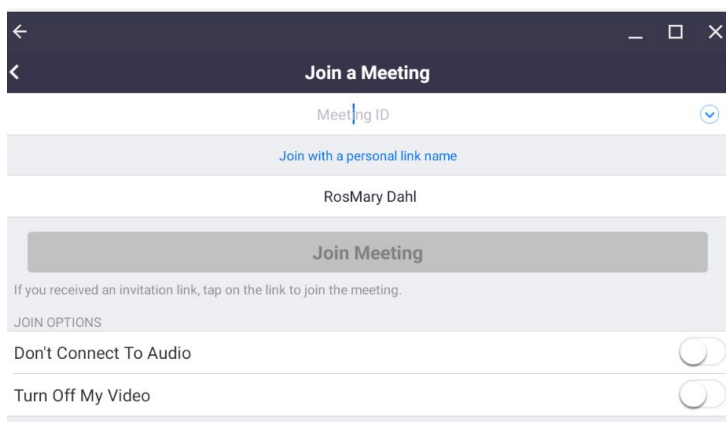 Join a Meeting
Meeting ID
Join with a personal link name
RosMary Dahl
Join Meeting
If you received an invitation link, tap on the link to join the meeting.
JOIN OPTIONS
Don't Connect To Audio
Turn Off My Video